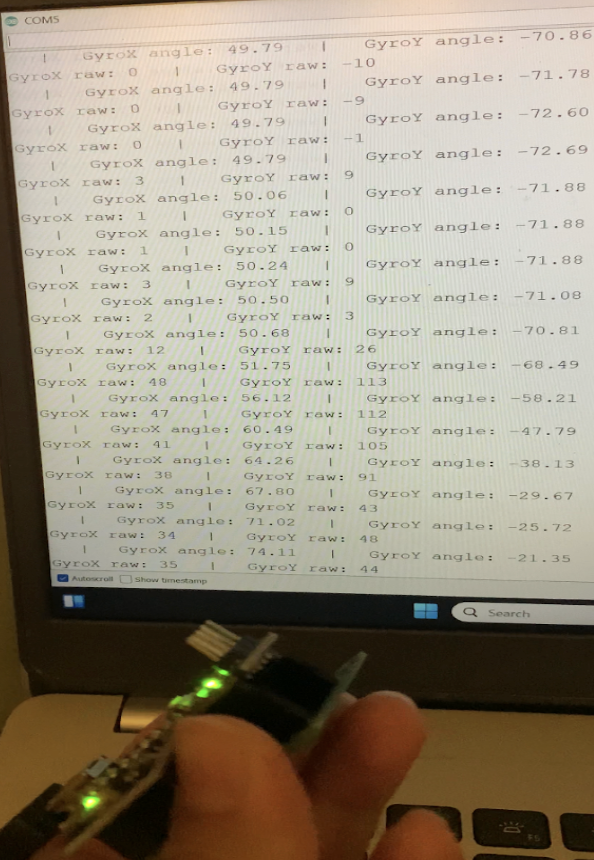 COM5
| GyroX angle: 49.79 | GyroY angle: -70.86
GyroX raw: 0 | GyroY raw: -10
| GyroX angle: 49.79 | GyroY angle: -71.78
GyroX raw: 0 | GyroY raw: -9
| GyroX angle: 49.79 | GyroY angle: -72.60
GyroX raw: 0 | GyroY raw: -1
| GyroX angle: 49.79 | GyroY angle: -72.69
GyroX raw: 3 | GyroY raw: 9
| GyroX angle: 50.06 | GyroY angle: -71.88
GyroX raw: 1 | GyroY raw: 0
| GyroX angle: 50.15 | GyroY angle: -71.88
GyroX raw: 1 | GyroY raw: 0
| GyroX angle: 50.24 | GyroY angle: -71.88
GyroX raw: 3 | GyroY raw: 9
| GyroX angle: 50.50 | GyroY angle: -71.08
GyroX raw: 2 | GyroY raw: 3
| GyroX angle: 50.68 | GyroY angle: -70.81
GyroX raw: 12 | GyroY raw: 26
| GyroX angle: 51.75 | GyroY angle: -68.49
GyroX raw: 48 | GyroY raw: 113
| GyroX angle: 56.12 | GyroY angle: -58.21
GyroX raw: 47 | GyroY raw: 112
| GyroX angle: 60.49 | GyroY angle: -47.79
GyroX raw: 41 | GyroY raw: 105
| GyroX angle: 64.26 | GyroY angle: -38.13
GyroX raw: 38 | GyroY raw: 91
| GyroX angle: 67.80 | GyroY angle: -29.67
GyroX raw: 35 | GyroY raw: 43
| GyroX angle: 71.02 | GyroY angle: -25.72
GyroX raw: 34 | GyroY raw: 48
| GyroX angle: 74.11 | GyroY angle: -21.35
GyroX raw: 35 | GyroY raw: 44
Autoscroll Show timestamp
Search
F5